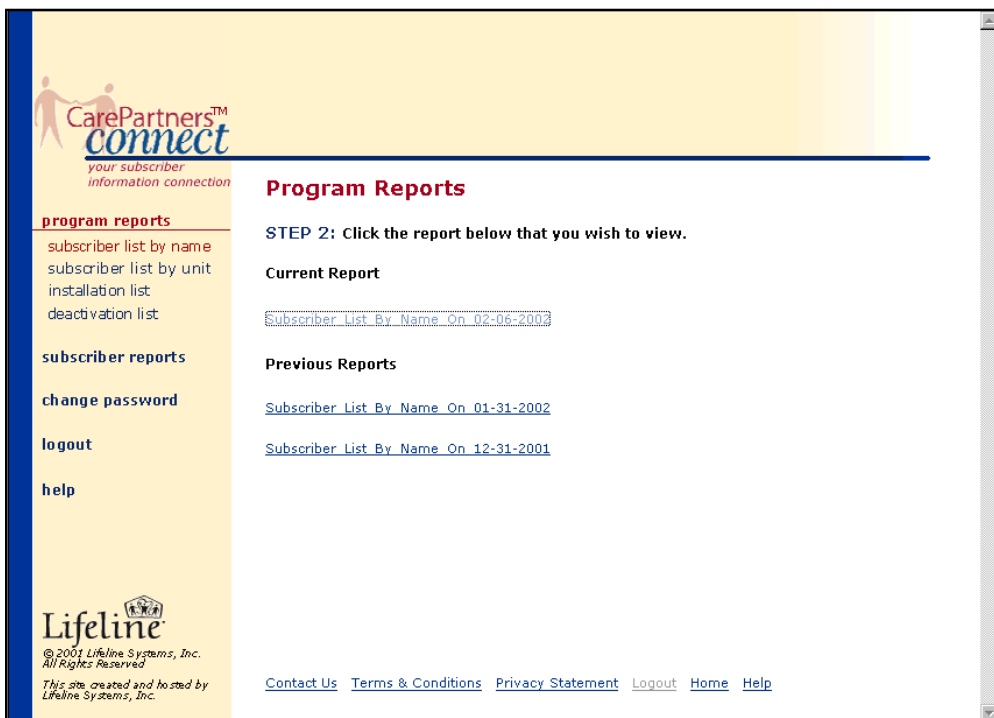 CarePartners™
connect
your subscriber
information connection
program reports
subscriber list by name
subscriber list by unit
installation list
deactivation list
subscriber reports
change password
logout
help
Lifeline
© 2001 Lifeline Systems, Inc.
All Rights Reserved
This site created and hosted by
Lifeline Systems, Inc.
Program Reports
STEP 2: Click the report below that you wish to view.
Current Report
Subscriber List By Name On 02-06-2002
Previous Reports
Subscriber List By Name On 01-31-2002
Subscriber List By Name On 12-31-2001
Contact Us Terms & Conditions Privacy Statement Logout Home Help